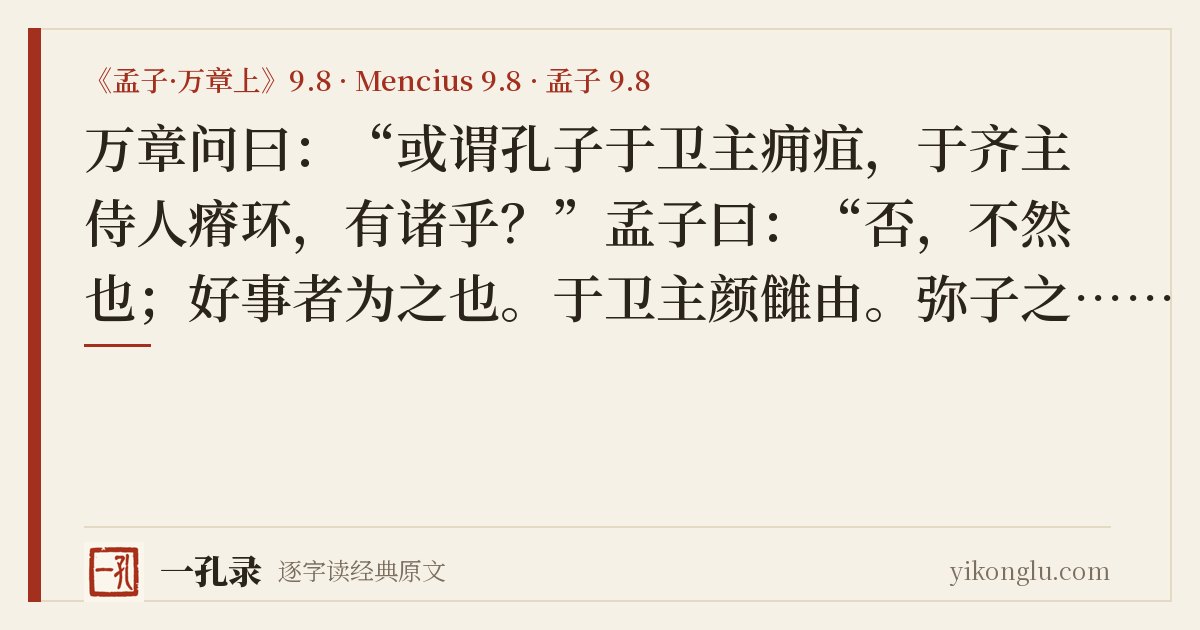 《孟子·万章上》9.8 · Mencius 9.8 · 孟子 9.8
万章问曰：“或谓孔子于卫主痈疽，于齐主
侍人瘠环，有诸乎？”孟子曰：“否，不然
也；好事者为之也。于卫主颜雠由。弥子之……
一孔
一孔录 逐字读经典原文
yikonglu.com